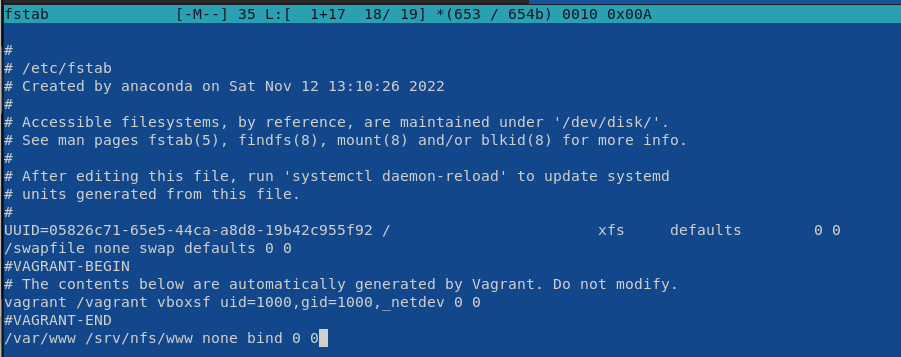 fstab [-M--] 35 L:[ 1+17 18/ 19] *(653 / 654b) 0010 0x00A
#
# /etc/fstab
# Created by anaconda on Sat Nov 12 13:10:26 2022
#
# Accessible filesystems, by reference, are maintained under '/dev/disk/'.
# See man pages fstab(5), findfs(8), mount(8) and/or blkid(8) for more info.
#
# After editing this file, run 'systemctl daemon-reload' to update systemd
# units generated from this file.
#
UUID=05826c71-65e5-44ca-a8d8-19b42c955f92 / xfs defaults 0 0
/swapfile none swap defaults 0 0
#VAGRANT-BEGIN
# The contents below are automatically generated by Vagrant. Do not modify.
vagrant /vagrant vboxsf uid=1000,gid=1000,_netdev 0 0
#VAGRANT-END
/var/www /srv/nfs/www none bind 0 0